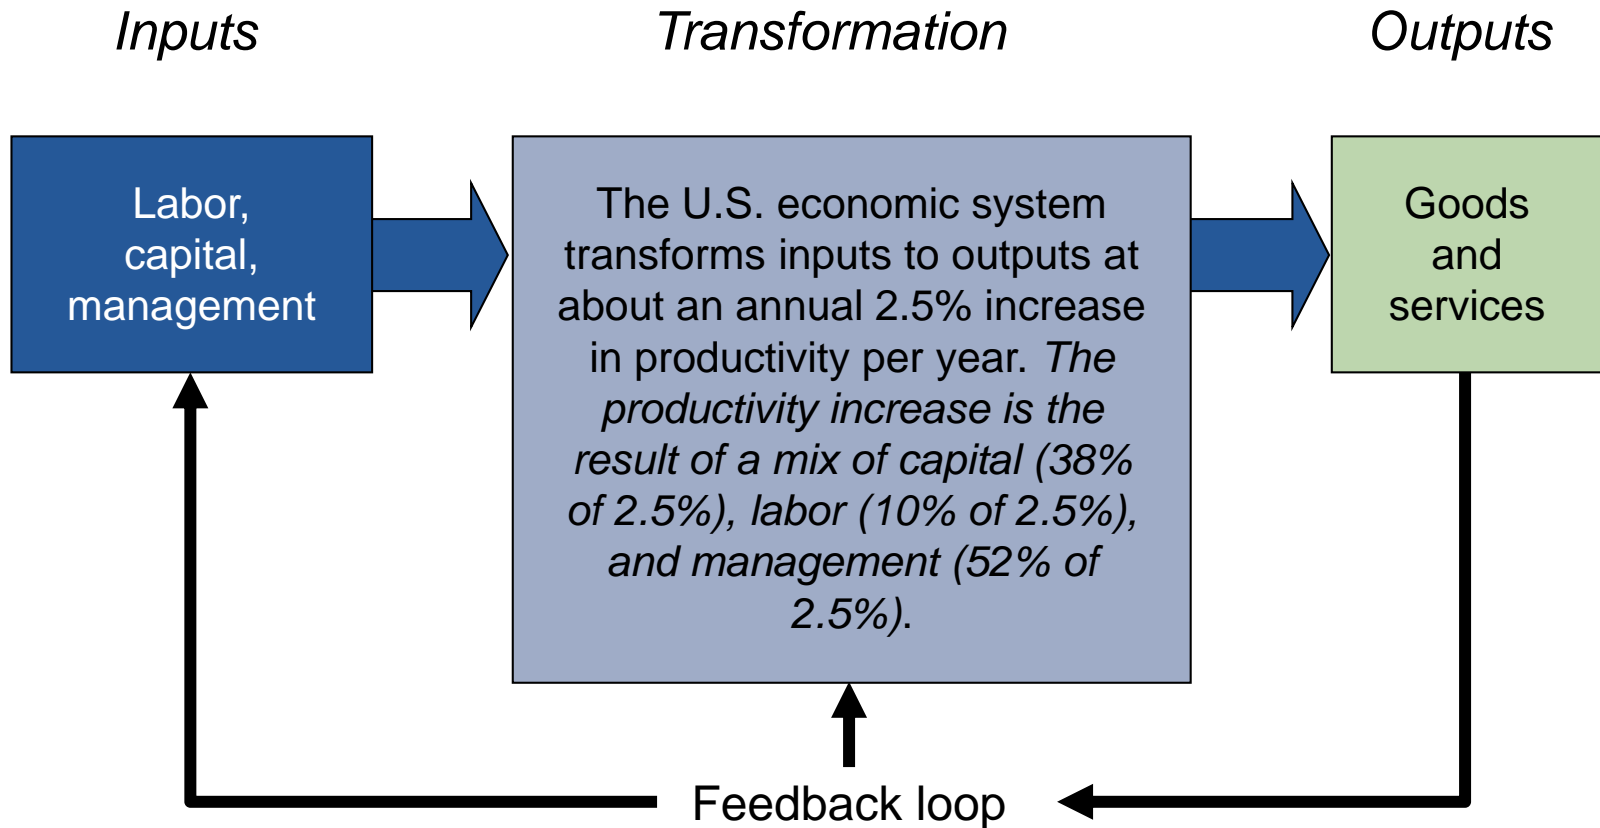 Inputs
Transformation
Outputs
Labor,
capital,
management
The U.S. economic system
transforms inputs to outputs at
about an annual 2.5% increase
in productivity per year. The
productivity increase is the
result of a mix of capital (38%
of 2.5%), labor (10% of 2.5%),
and management (52% of
2.5%).
Goods
and
services
Feedback loop